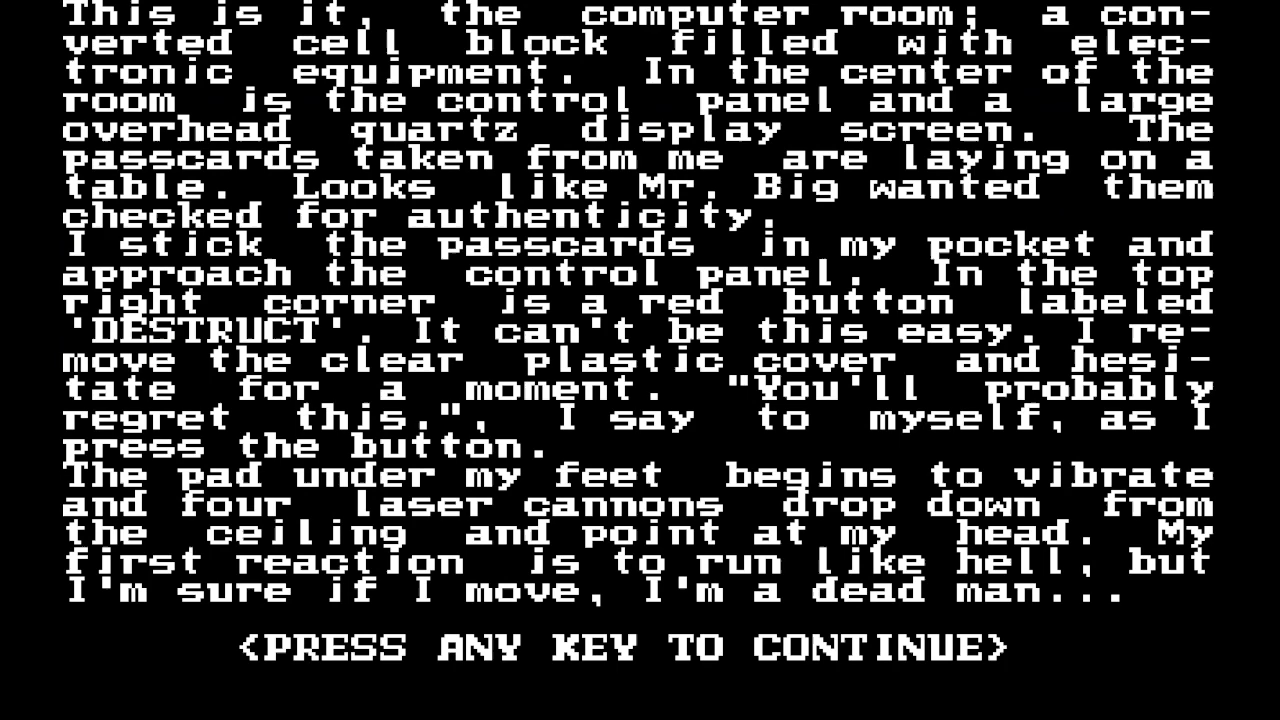 This is it, the computer room; a con-
verted cell block filled with elec-
tronic equipment. In the center of the
room is the control panel and a large
overhead quartz display screen. The
passcards taken from me are laying on a
table. Looks like Mr. Big wanted them
checked for authenticity.
I stick the passcards in my pocket and
approach the control panel. In the top
right corner is a red button labeled
'DESTRUCT'. It can't be this easy. I re-
move the clear plastic cover and hesi-
tate for a moment. "You'll probably
regret this.", I say to myself, as I
press the button.
The pad under my feet begins to vibrate
and four laser cannons drop down from
the ceiling and point at my head. My
first reaction is to run like hell, but
I'm sure if I move, I'm a dead man...
<PRESS ANY KEY TO CONTINUE>